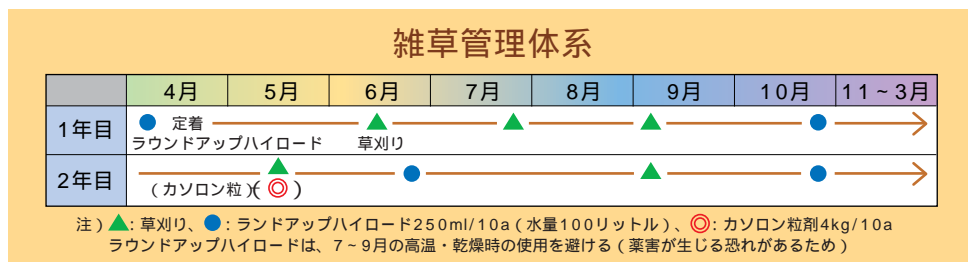 雑草管理体系
4月 5月 6月 7月 8月 9月 10月 11~3月
1年目 ● 定着 ▲ ▲ ▲ ●
ラウンドアップハイロード 草刈り
2年目 ▲ ● ▲ ●
(カソロン粒)(◎)
注)▲:草刈り、●:ランドアップハイロード250ml/10a(水量100リットル)、◎:カソロン粒剤4kg/10a
ラウンドアップハイロードは、7~9月の高温・乾燥時の使用を避ける(薬害が生じる恐れがあるため)